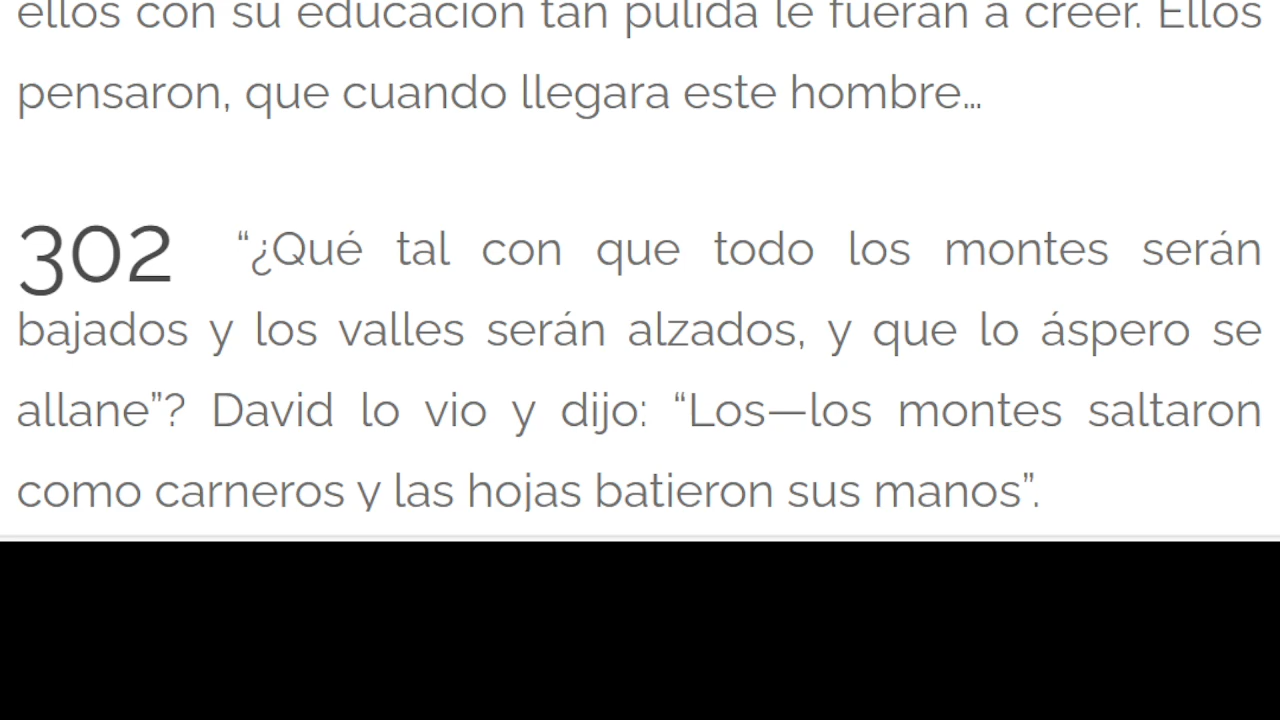 ellos con su educación tan pulida le fueran a creer. Ellos
pensaron, que cuando llegara este hombre…
302 “¿Qué tal con que todo los montes serán
bajados y los valles serán alzados, y que lo áspero se
allane”? David lo vio y dijo: “Los—los montes saltaron
como carneros y las hojas batieron sus manos”.